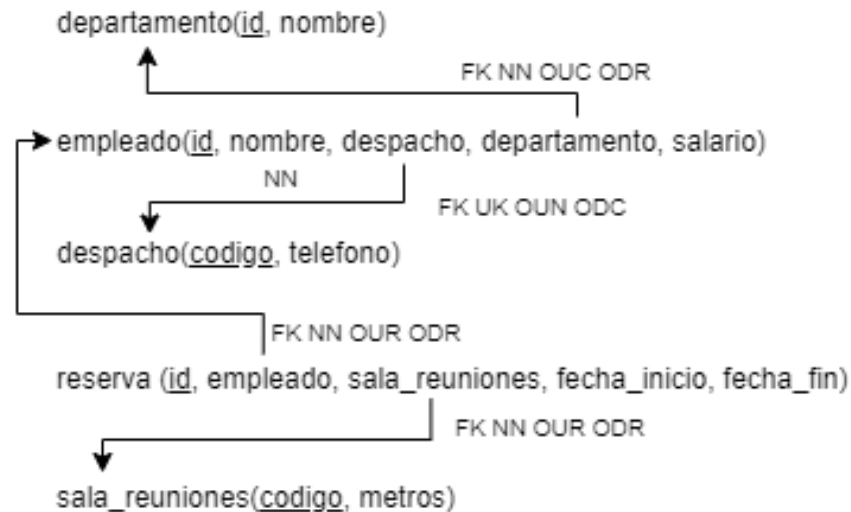 departamento(id, nombre)
FK NN OUC ODR
empleado(id, nombre, despacho, departamento, salario)
NN
FK UK OUN ODC
despacho(codigo, telefono)
FK NN OUR ODR
reserva (id, empleado, sala_reuniones, fecha_inicio, fecha_fin)
FK NN OUR ODR
sala_reuniones(codigo, metros)